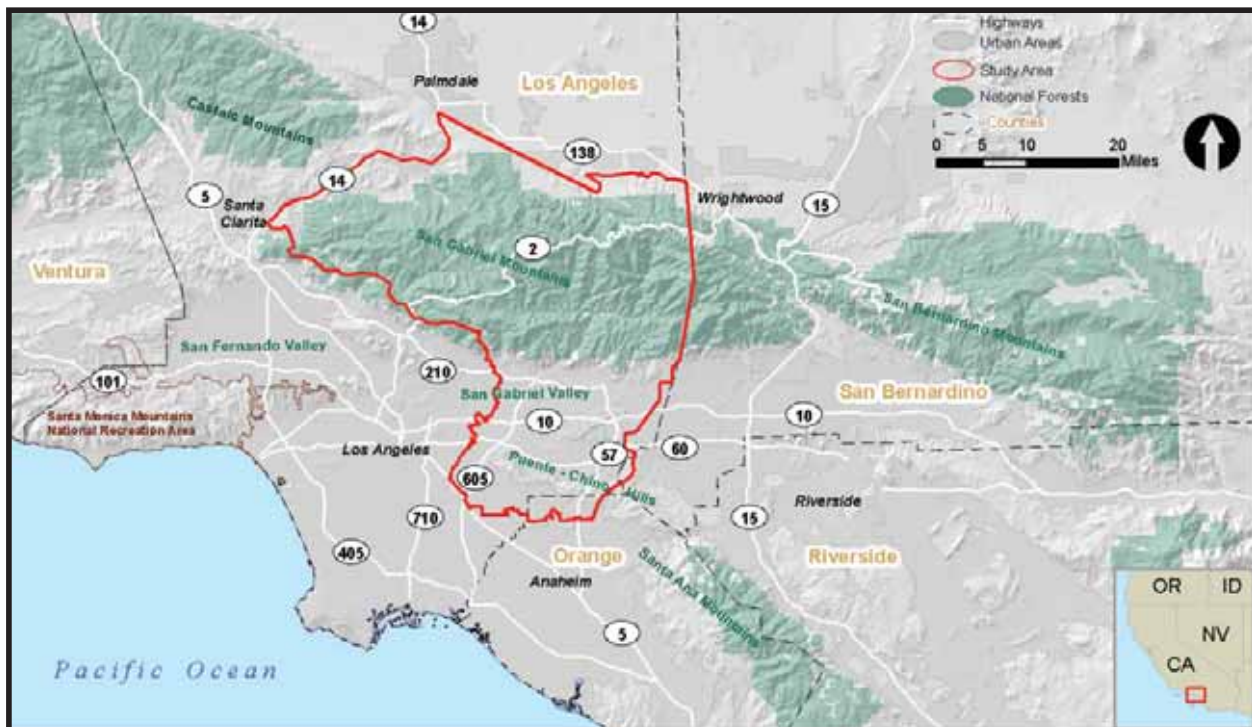 14
Palmdale
Los Angeles
Castaic Mountains
138
14
5
Santa
Clarita
Wrightwood
15
2
San Gabriel Mountains
Ventura
San Bernardino Mountains
San Fernando Valley
101
210
San Gabriel Valley
San Bernardino
Santa Monica Mountains
National Recreation Area
10
10
Los Angeles
57
60
605
Puente - Chino Hills
710
15
Riverside
405
Orange
Riverside
Anaheim
Santa Ana Mountains
5
Pacific Ocean
Highways
Urban Areas
Study Area
National Forests
Counties
0
5
10
20
Miles
OR
ID
NV
CA